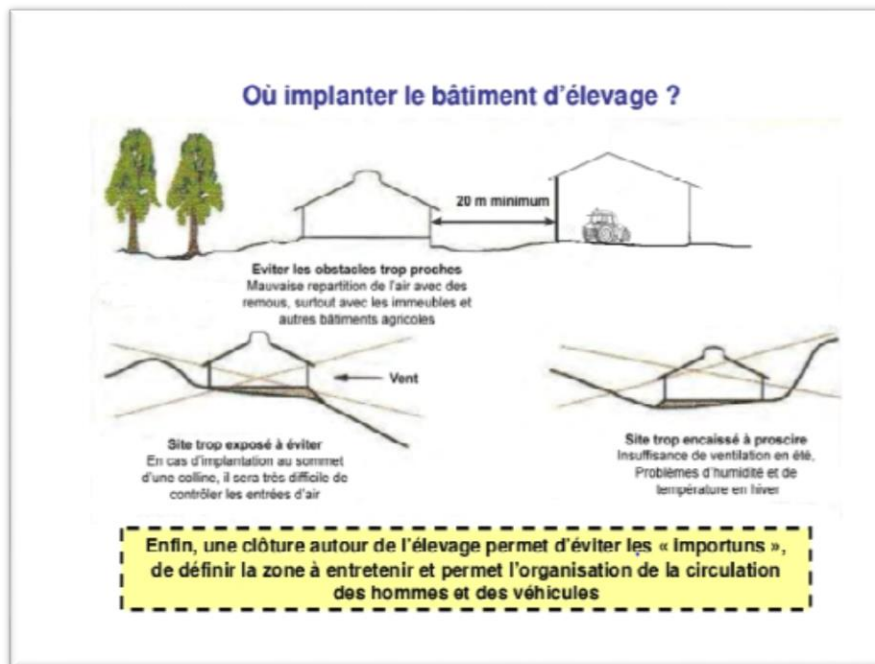 Où implanter le bâtiment d'élevage ?
20 m minimum
Eviter les obstacles trop proches
Mauvaise repartition de l'air avec des
remous, surtout avec les immeubles et
autres bâtiments agricoles
Vent
Site trop exposé à éviter
En cas d'implantation au sommet
d'une colline, il sera très difficile de
contrôler les entrées d'air
Site trop encaissé à proscire
Insuffisance de ventilation en été.
Problèmes d'humidité et de
température en hiver
Enfin, une clôture autour de l'élevage permet d'éviter les « importuns »,
de définir la zone à entretenir et permet l'organisation de la circulation
des hommes et des véhicules